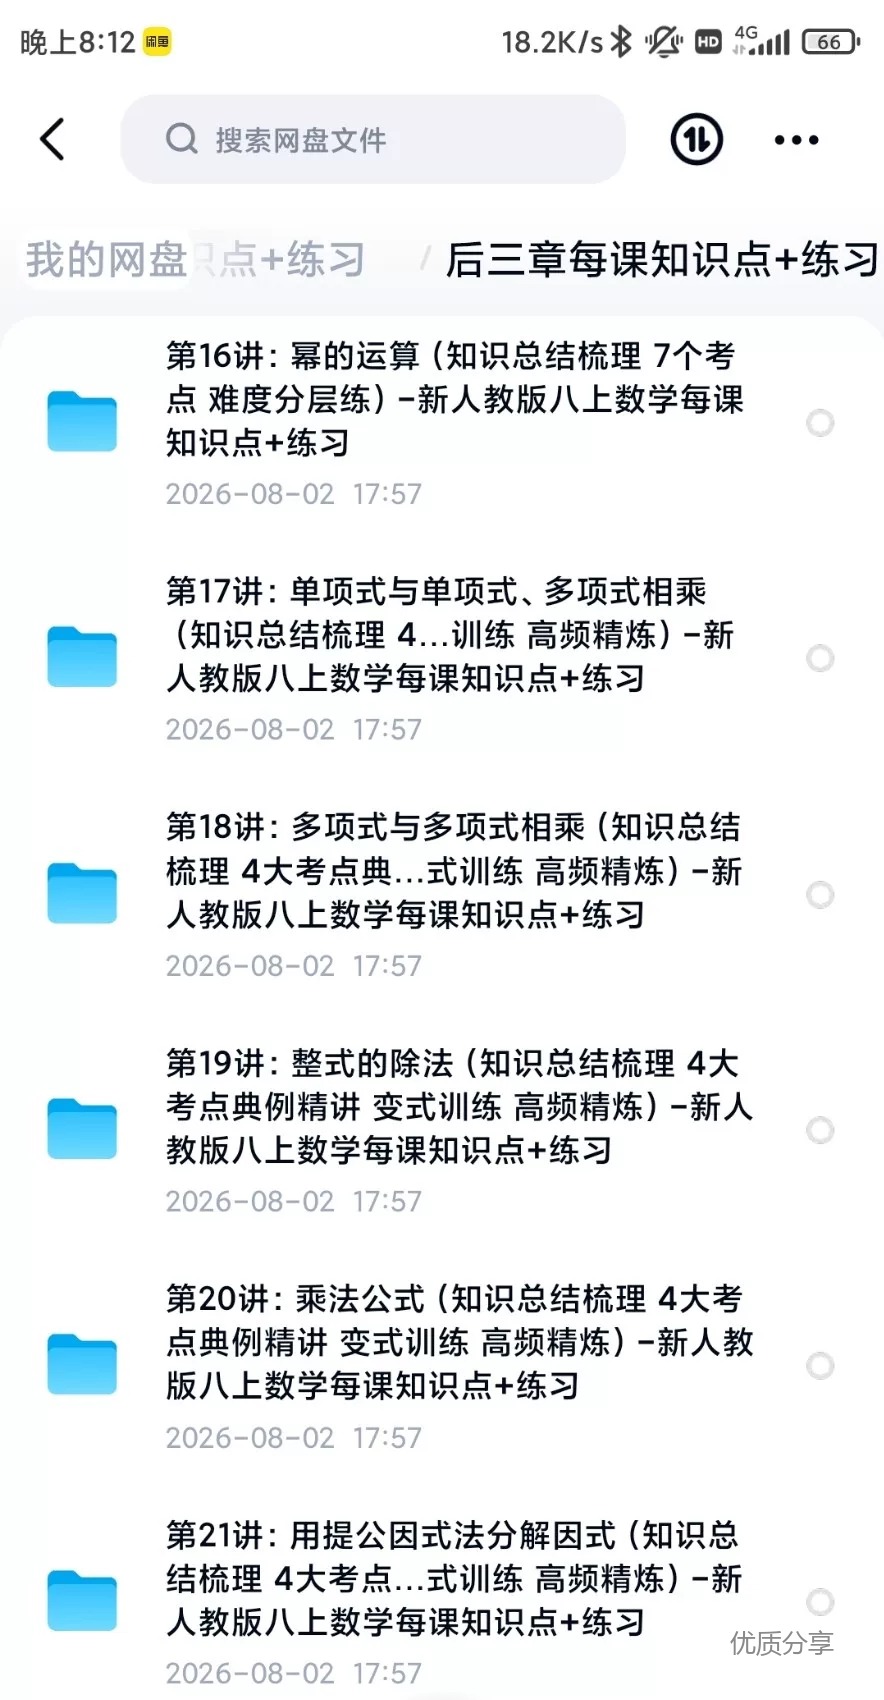 晚上8:12 闲鱼 18.2K/s HD 4G 66
搜索网盘文件
我的网盘 识点+练习 / 后三章每课知识点+练习
第16讲：幂的运算（知识总结梳理 7个考
点 难度分层练）-新人教版八上数学每课
知识点+练习
2026-08-02 17:57
第17讲：单项式与单项式、多项式相乘
（知识总结梳理 4...训练 高频精炼）-新
人教版八上数学每课知识点+练习
2026-08-02 17:57
第18讲：多项式与多项式相乘（知识总结
梳理 4大考点典...式训练 高频精炼）-新
人教版八上数学每课知识点+练习
2026-08-02 17:57
第19讲：整式的除法（知识总结梳理 4大
考点典例精讲 变式训练 高频精炼）-新人
教版八上数学每课知识点+练习
2026-08-02 17:57
第20讲：乘法公式（知识总结梳理 4大考
点典例精讲 变式训练 高频精炼）-新人教
版八上数学每课知识点+练习
2026-08-02 17:57
第21讲：用提公因式法分解因式（知识总
结梳理 4大考点...式训练 高频精炼）-新
人教版八上数学每课知识点+练习
优质分享
2026-08-02 17:57